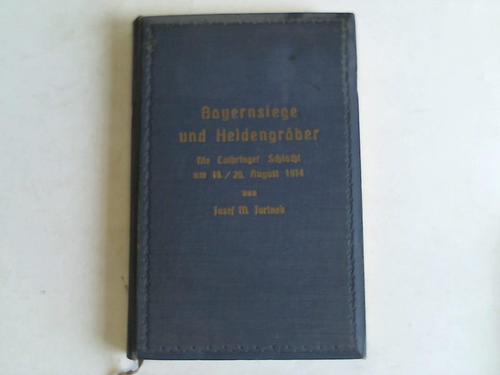 Bayernsiege
und Heldengräber
Die Lothringer Schlacht
am 19./20. August 1914
von
Josef M. Jurinek